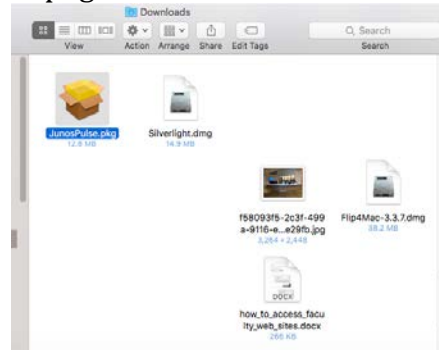 Downloads
View Action Arrange Share Edit Tags Search
Search
JunosPulse.pkg
12.8 MB
Silverlight.dmg
14.9 MB
f58093f5-2c3f-499
a-9116-e...e29fb.jpg
3,264 × 2,448
Flip4Mac-3.3.7.dmg
38.2 MB
DOCX
how_to_access_facu
lty_web_sites.docx
266 KB